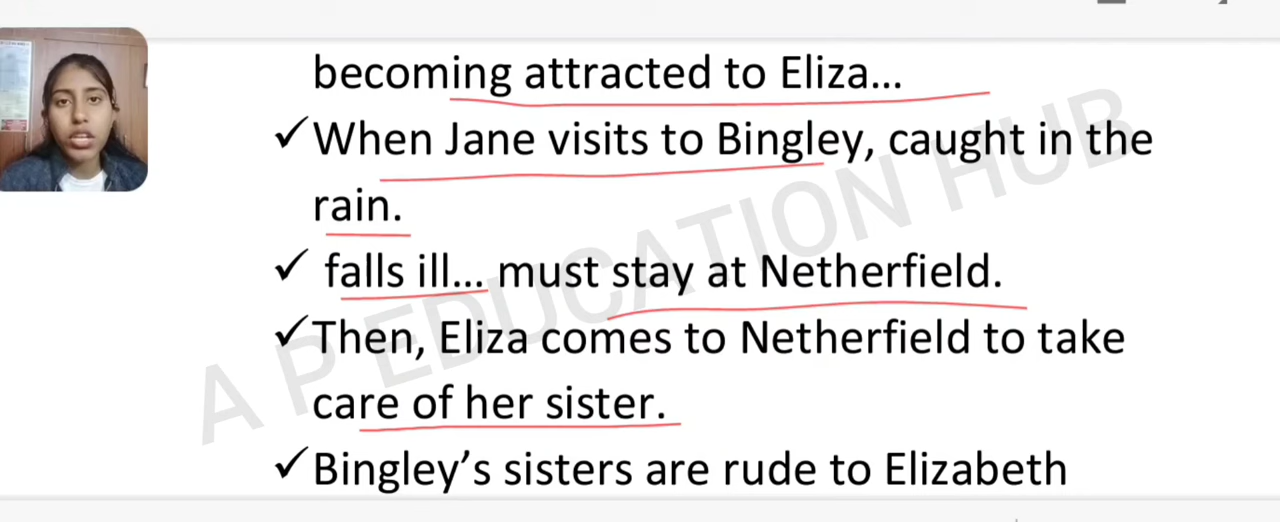 becoming attracted to Eliza...
✓When Jane visits to Bingley, caught in the
rain.
✓ falls ill... must stay at Netherfield.
✓Then, Eliza comes to Netherfield to take
care of her sister.
✓Bingley’s sisters are rude to Elizabeth
A P EDUCATION HUB